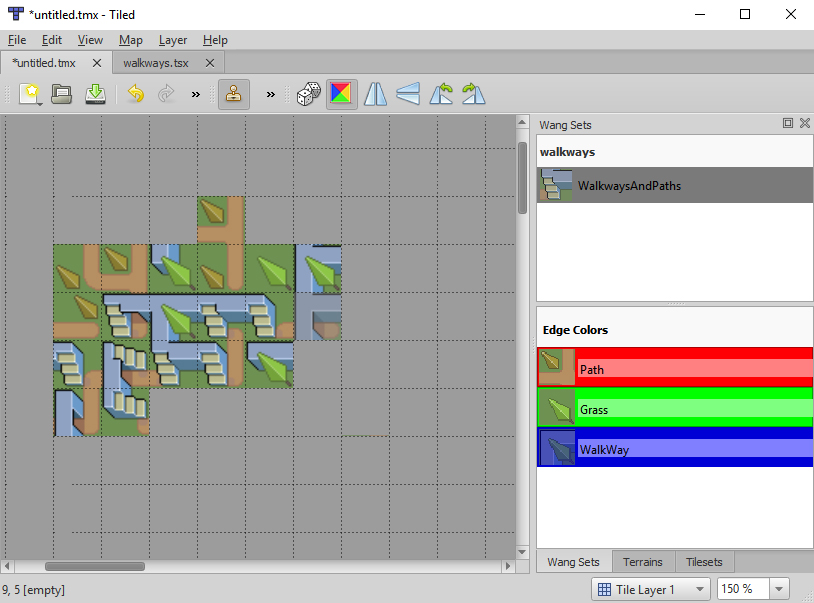 *untitled.tmx - Tiled
File Edit View Map Layer Help
*untitled.tmx walkways.tsx
» »
Wang Sets
walkways
WalkwaysAndPaths
Edge Colors
Path
Grass
WalkWay
Wang Sets Terrains Tilesets
9, 5 [empty] Tile Layer 1 150 %